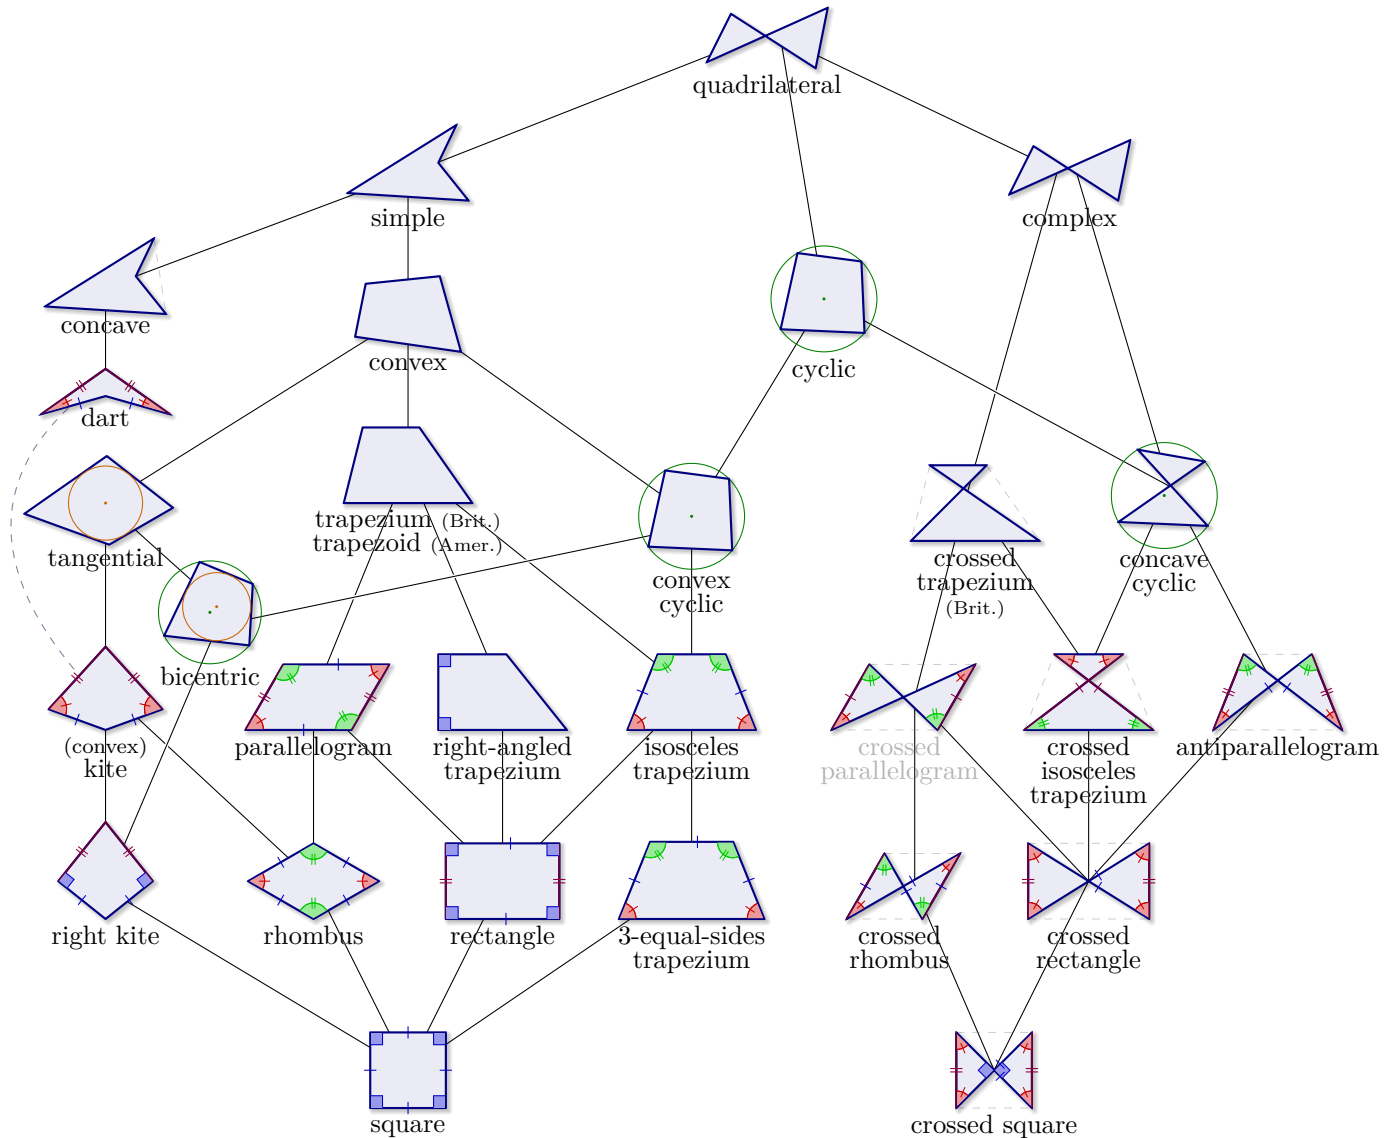 quadrilateral
simple
complex
concave
convex
cyclic
dart
trapezium (Brit.)
trapezoid (Amer.)
tangential
convex
cyclic
crossed
trapezium
(Brit.)
concave
cyclic
bicentric
(convex)
kite
parallelogram
right-angled
trapezium
isosceles
trapezium
crossed
parallelogram
crossed
isosceles
trapezium
antiparallelogram
right kite
rhombus
rectangle
3-equal-sides
trapezium
crossed
rhombus
crossed
rectangle
square
crossed square